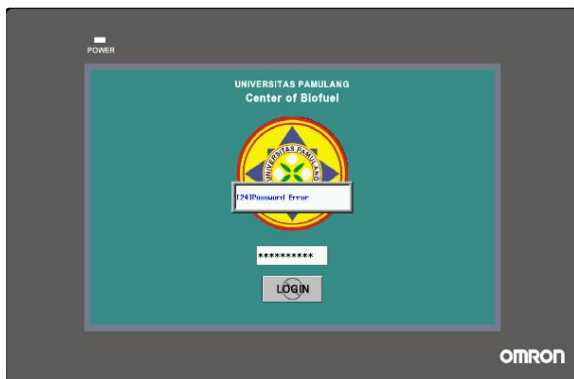 POWER
UNIVERSITAS PAMULANG
Center of Biofuel
UNIVERSITAS PAMULANG
[24]Password Error
**********
LOGIN
OMRON